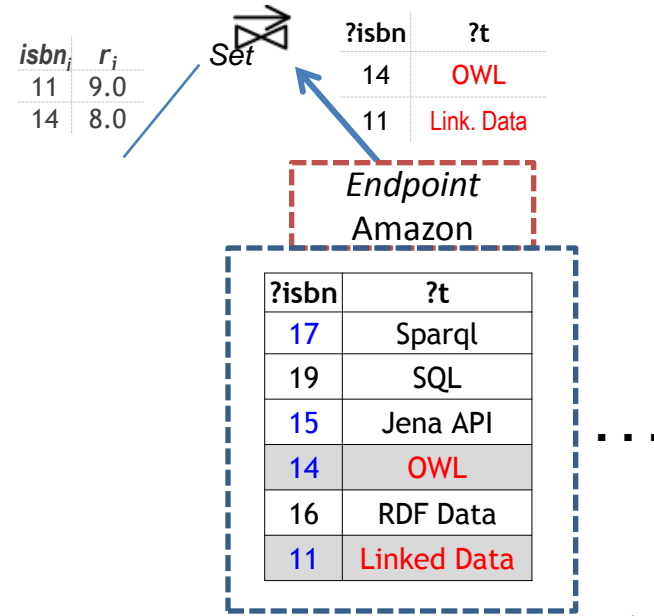 isbni ri
11 9.0
14 8.0
Set
?isbn ?t
14 OWL
11 Link. Data
Endpoint
Amazon
?isbn ?t
17 Sparql
19 SQL
15 Jena API
14 OWL
16 RDF Data
11 Linked Data
...